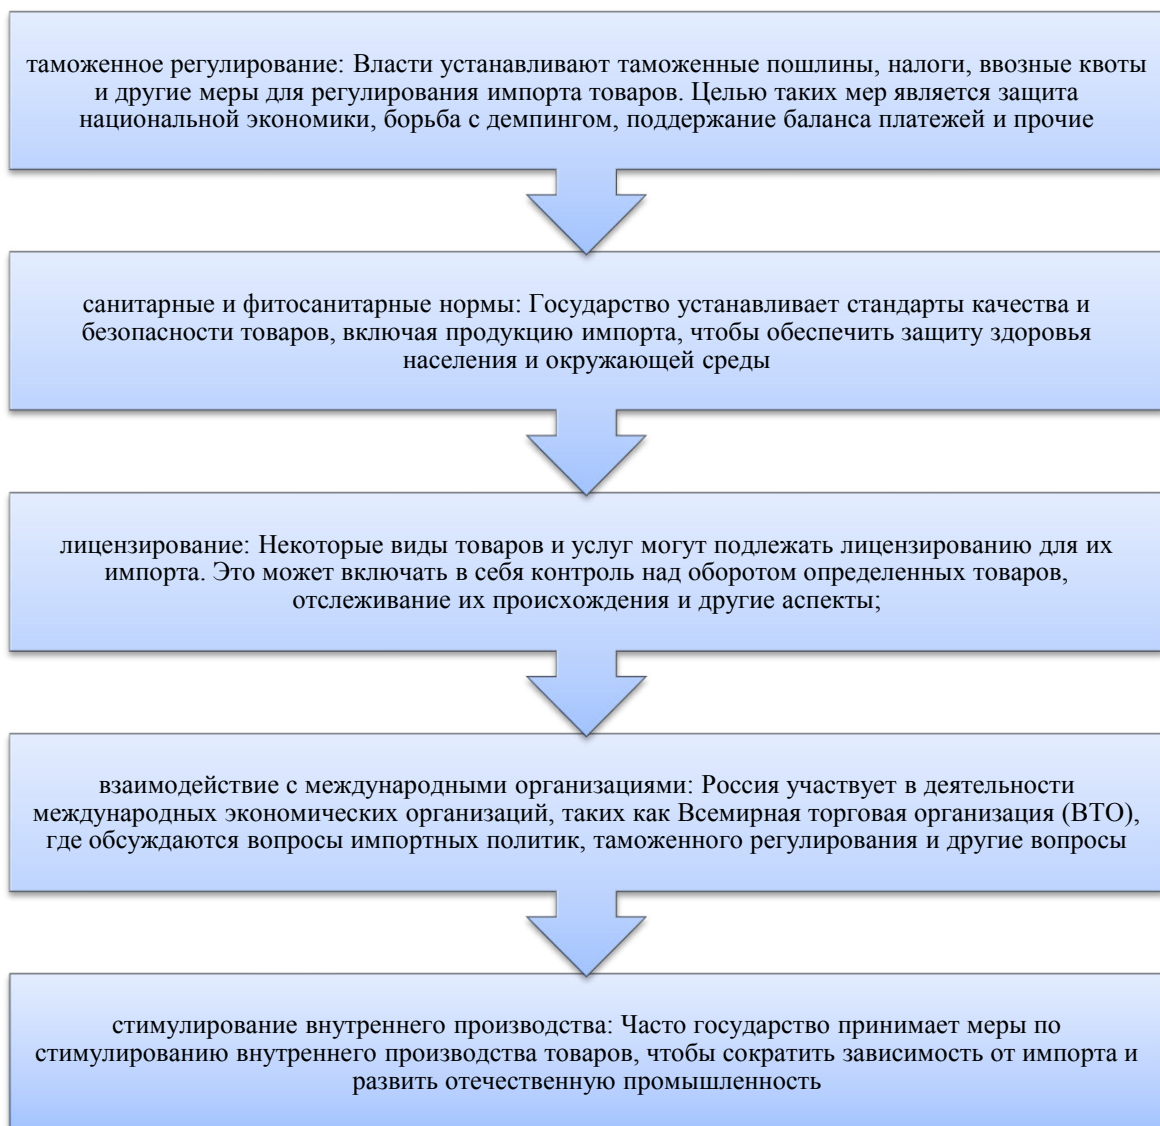 таможенное регулирование: Власти устанавливают таможенные пошлины, налоги, ввозные квоты
и другие меры для регулирования импорта товаров. Целью таких мер является защита
национальной экономики, борьба с демпингом, поддержание баланса платежей и прочие
санитарные и фитосанитарные нормы: Государство устанавливает стандарты качества и
безопасности товаров, включая продукцию импорта, чтобы обеспечить защиту здоровья
населения и окружающей среды
лицензирование: Некоторые виды товаров и услуг могут подлежать лицензированию для их
импорта. Это может включать в себя контроль над оборотом определенных товаров,
отслеживание их происхождения и другие аспекты;
взаимодействие с международными организациями: Россия участвует в деятельности
международных экономических организаций, таких как Всемирная торговая организация (ВТО),
где обсуждаются вопросы импортных политик, таможенного регулирования и другие вопросы
стимулирование внутреннего производства: Часто государство принимает меры по
стимулированию внутреннего производства товаров, чтобы сократить зависимость от импорта и
развить отечественную промышленность